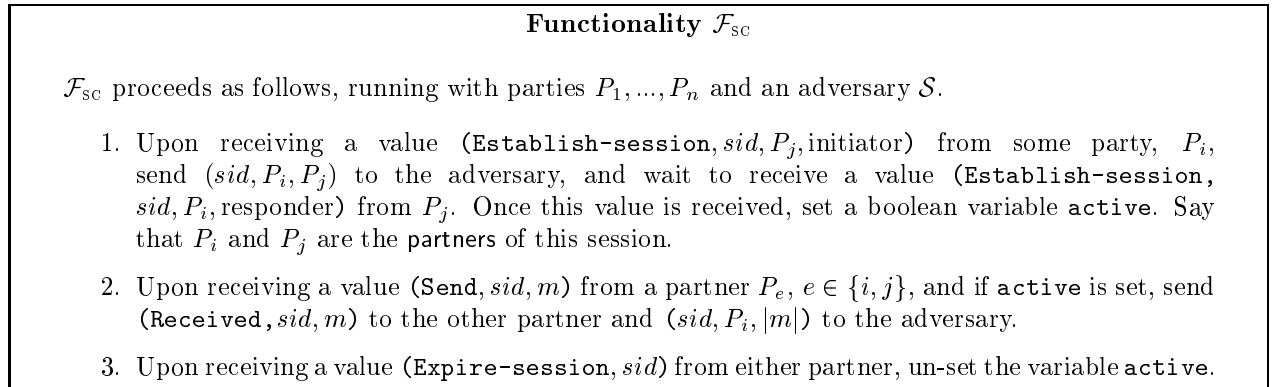 Functionality F_SC
F_SC proceeds as follows, running with parties P_1, ..., P_n and an adversary S.
1. Upon receiving a value (Establish-session, sid, P_j, initiator) from some party, P_i,
send (sid, P_i, P_j) to the adversary, and wait to receive a value (Establish-session,
sid, P_i, responder) from P_j. Once this value is received, set a boolean variable active. Say
that P_i and P_j are the partners of this session.
2. Upon receiving a value (Send, sid, m) from a partner P_e, e ∈ {i, j}, and if active is set, send
(Received, sid, m) to the other partner and (sid, P_i, |m|) to the adversary.
3. Upon receiving a value (Expire-session, sid) from either partner, un-set the variable active.